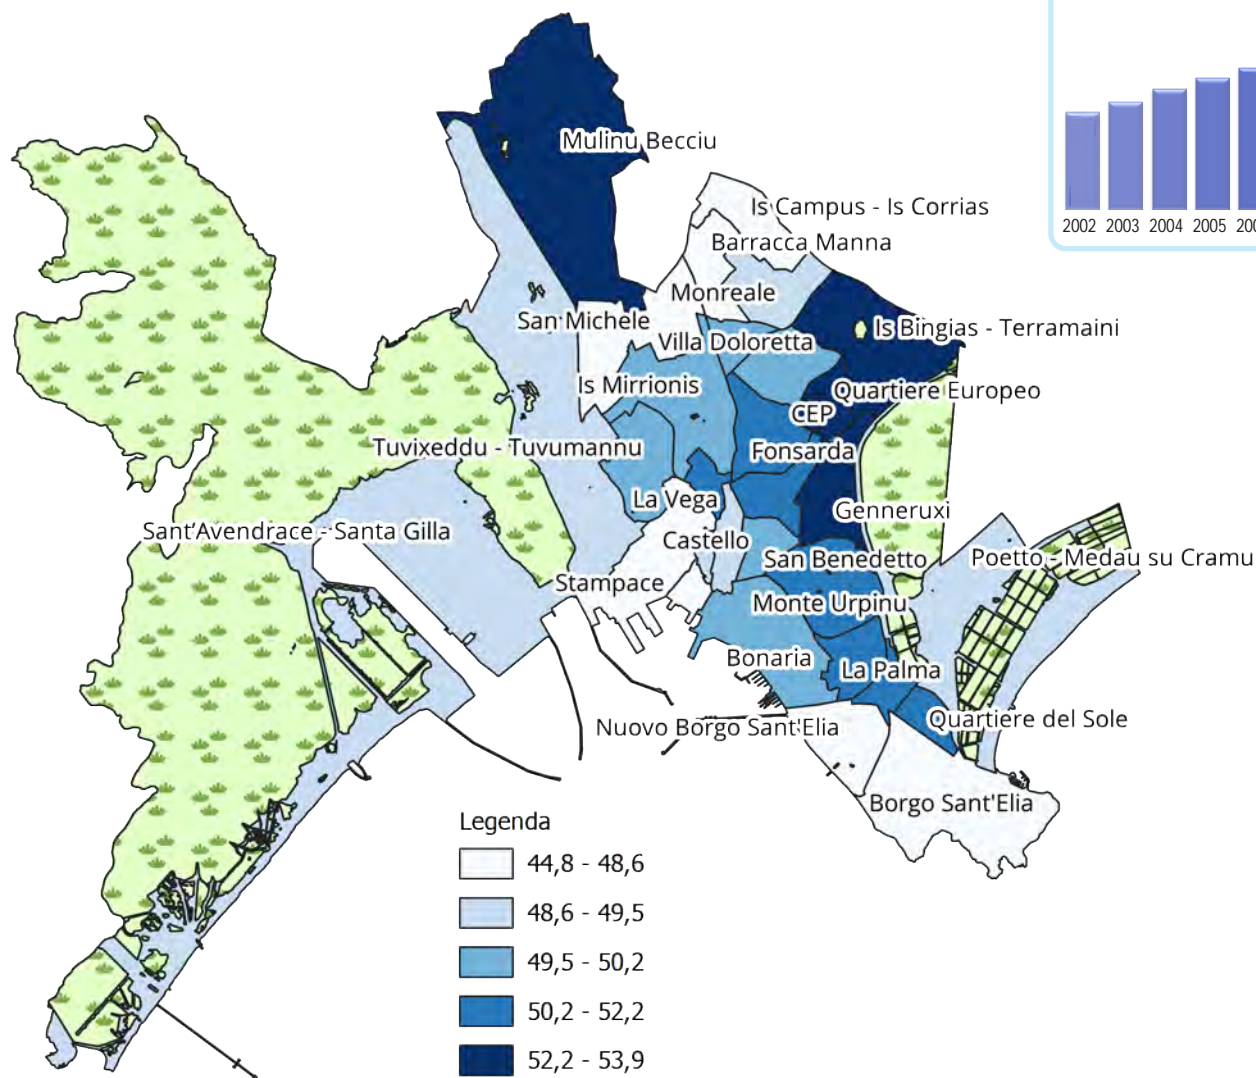 2002 2003 2004 2005
Mulinu Becciu
Is Campus - Is Corrias
Barracca Manna
Monreale
San Michele
Is Bingias - Terramaini
Villa Doloretta
Is Mirrionis
Quartiere Europeo
CEP
Tuvixeddu - Tuvumannu
Fonsarda
La Vega
Genneruxi
Sant'Avendrace - Santa Gilla
Castello
San Benedetto
Poetto - Medau su Cramu
Stampace
Monte Urpinu
Bonaria
La Palma
Nuovo Borgo Sant'Elia
Quartiere del Sole
Borgo Sant'Elia
Legenda
44,8 - 48,6
48,6 - 49,5
49,5 - 50,2
50,2 - 52,2
52,2 - 53,9